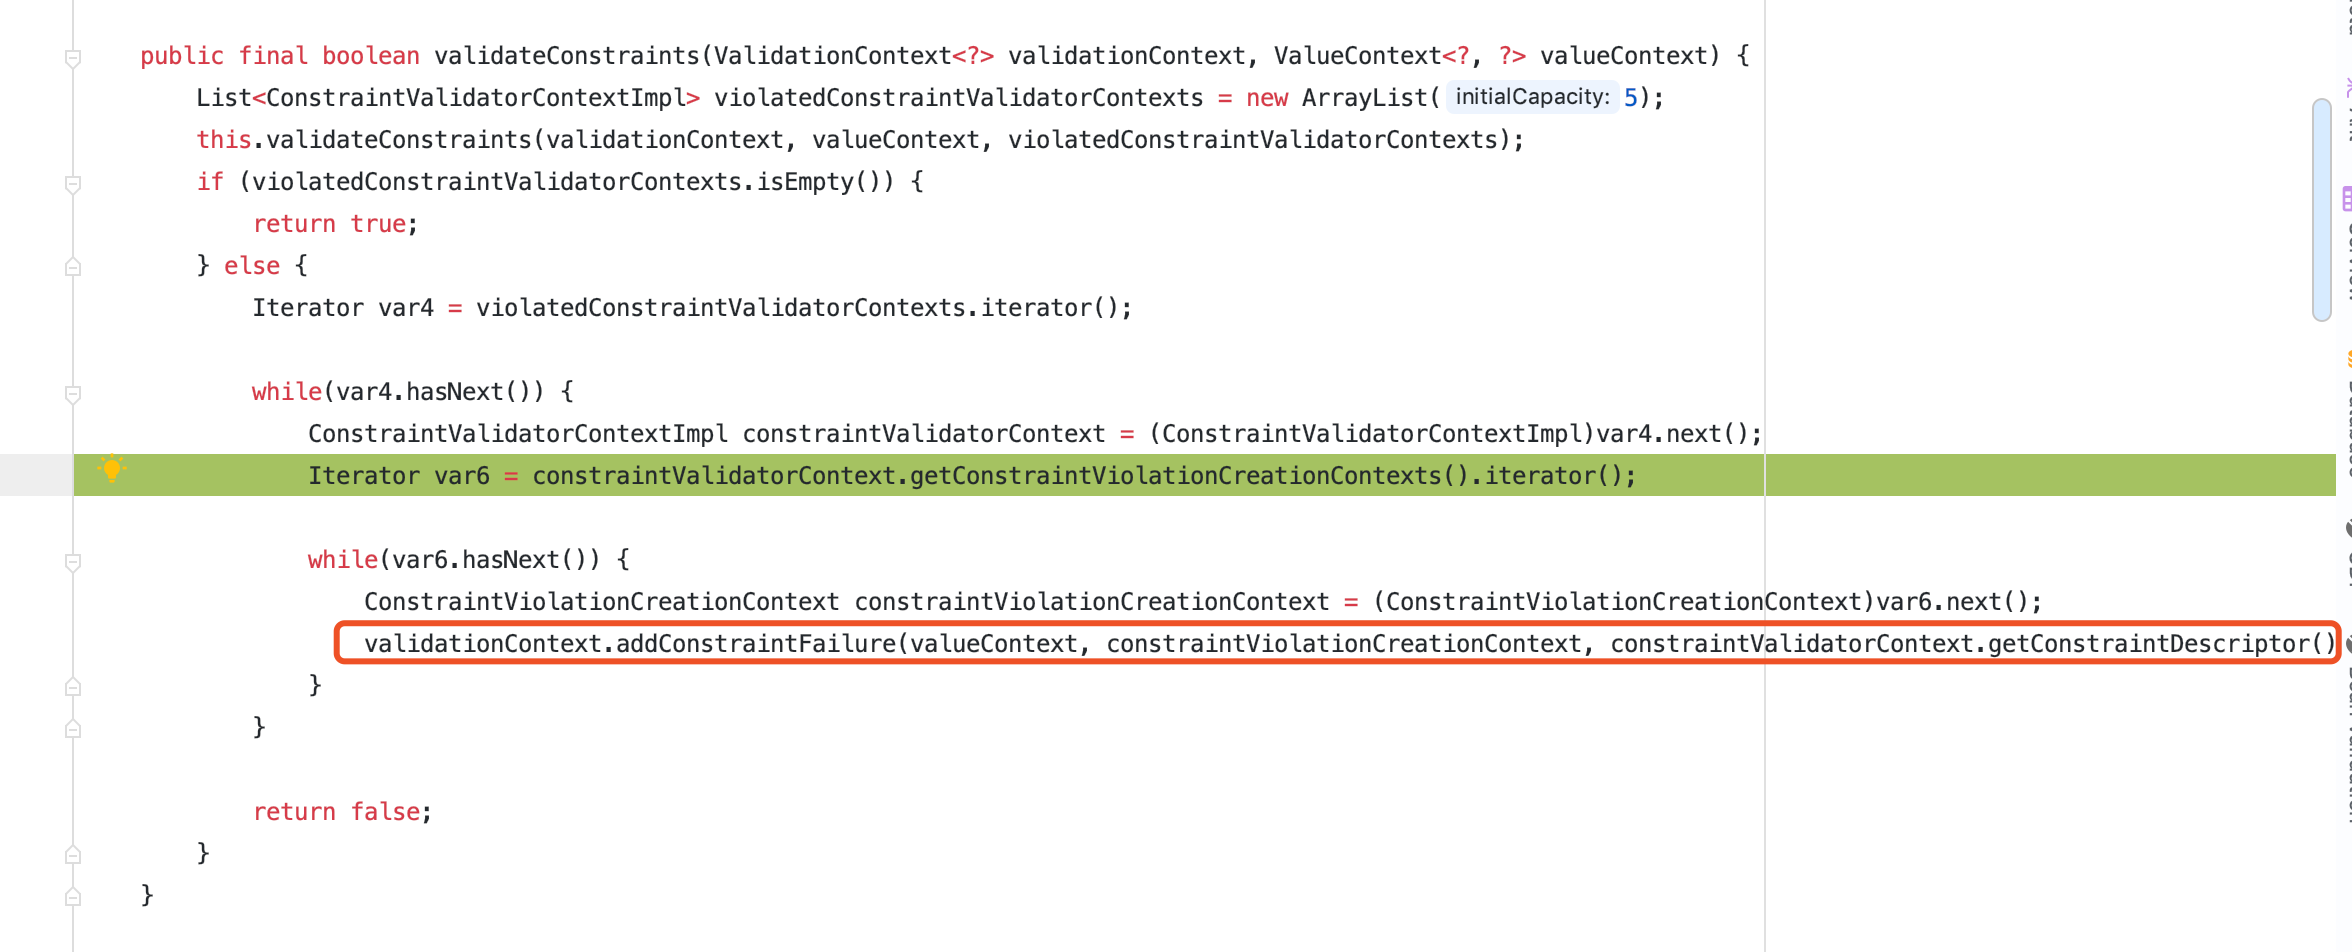 public final boolean validateConstraints(ValidationContext<?> validationContext, ValueContext<?, ?> valueContext) {
List<ConstraintValidatorContextImpl> violatedConstraintValidatorContexts = new ArrayList( initialCapacity: 5);
this.validateConstraints(validationContext, valueContext, violatedConstraintValidatorContexts);
if (violatedConstraintValidatorContexts.isEmpty()) {
return true;
} else {
Iterator var4 = violatedConstraintValidatorContexts.iterator();
while(var4.hasNext()) {
ConstraintValidatorContextImpl constraintValidatorContext = (ConstraintValidatorContextImpl)var4.next();
Iterator var6 = constraintValidatorContext.getConstraintViolationCreationContexts().iterator();
while(var6.hasNext()) {
ConstraintViolationCreationContext constraintViolationCreationContext = (ConstraintViolationCreationContext)var6.next();
validationContext.addConstraintFailure(valueContext, constraintViolationCreationContext, constraintValidatorContext.getConstraintDescriptor()
}
}
return false;
}
}